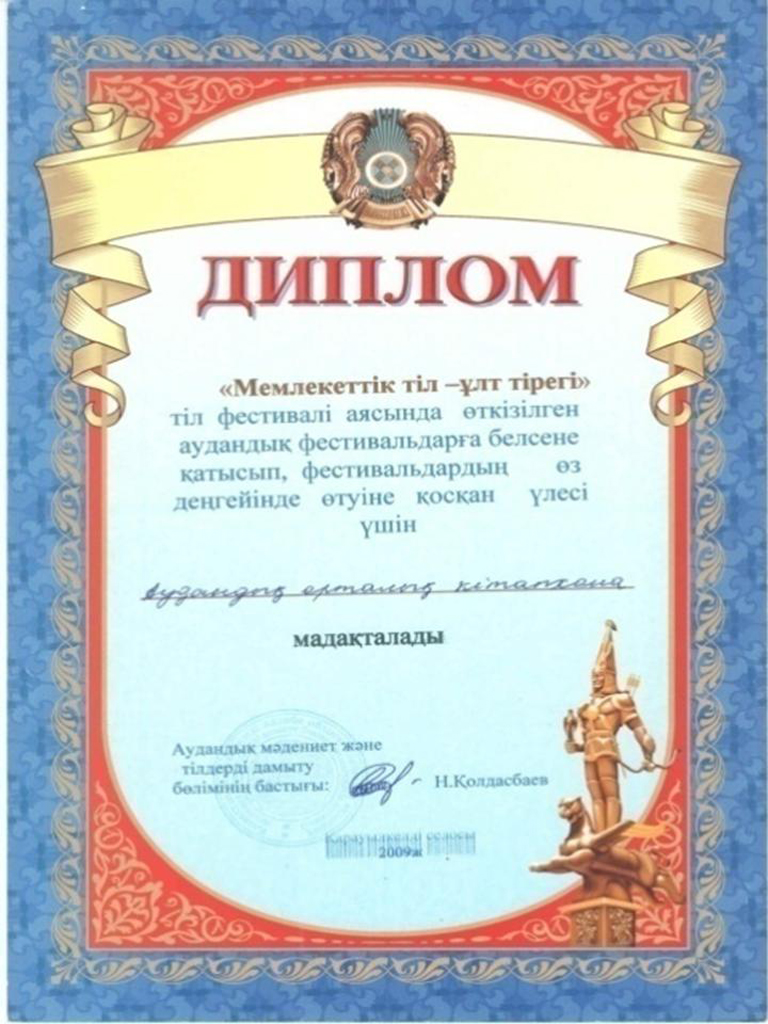 ДИПЛОМ
«Мемлекеттік тіл –ұлт тірегі»
тіл фестивалі аясында өткізілген
аудандық фестивальдарға белсене
қатысып, фестивальдардың өз
деңгейінде өтуіне қосқан үлесі
үшін
аудандық орталық кітапхана
мадақталады
Аудандық мәдениет және
тілдерді дамыту
бөлімінің бастығы:
Н.Қолдасбаев
Қарауылкелді селосы
2009ж